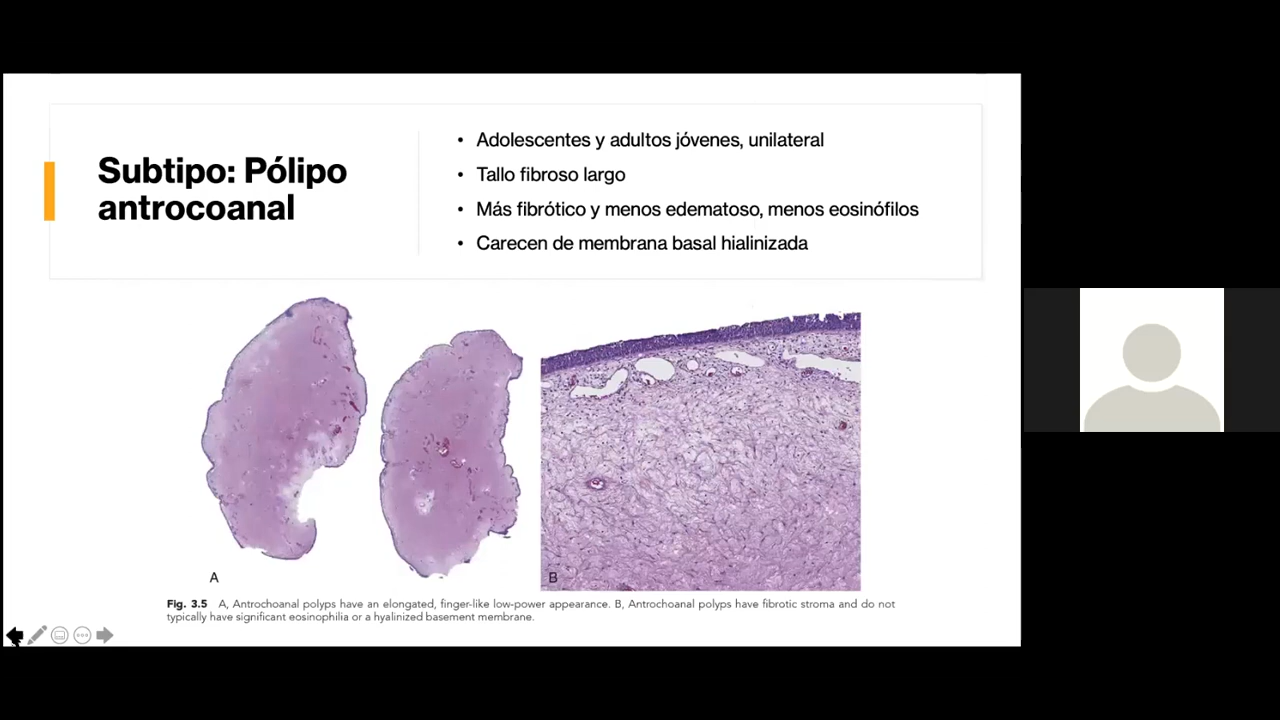 Subtipo: Pólipo
antrocoanal
• Adolescentes y adultos jóvenes, unilateral
• Tallo fibroso largo
• Más fibrótico y menos edematoso, menos eosinófilos
• Carecen de membrana basal hialinizada
A
B
Fig. 3.5 A, Antrochoanal polyps have an elongated, finger-like low-power appearance. B, Antrochoanal polyps have fibrotic stroma and do not
typically have significant eosinophilia or a hyalinized basement membrane.